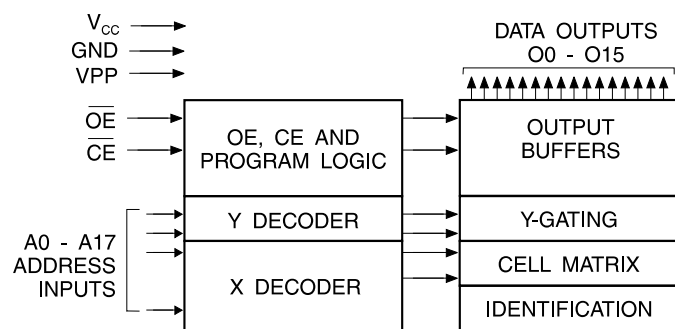 VCC
GND
VPP
OE
CE
A0 - A17
ADDRESS
INPUTS
OE, CE AND
PROGRAM LOGIC
Y DECODER
X DECODER
DATA OUTPUTS
O0 - O15
OUTPUT
BUFFERS
Y-GATING
CELL MATRIX
IDENTIFICATION